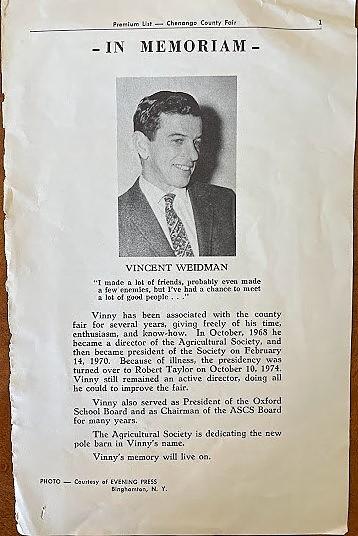 Premium List — Chenango County Fair 1
- IN MEMORIAM -
VINCENT WEIDMAN
"I made a lot of friends, probably even made
a few enemies, but I've had a chance to meet
a lot of good people . . ."
Vinny has been associated with the county
fair for several years, giving freely of his time,
enthusiasm, and know-how. In October, 1968 he
became a director of the Agricultural Society, and
then became president of the Society on February
14, 1970. Because of illness, the presidency was
turned over to Robert Taylor on October 10, 1974.
Vinny still remained an active director, doing all
he could to improve the fair.
Vinny also served as President of the Oxford
School Board and as Chairman of the ASCS Board
for many years.
The Agricultural Society is dedicating the new
pole barn in Vinny's name.
Vinny's memory will live on.
PHOTO — Courtesy of EVENING PRESS
Binghamton, N. Y.